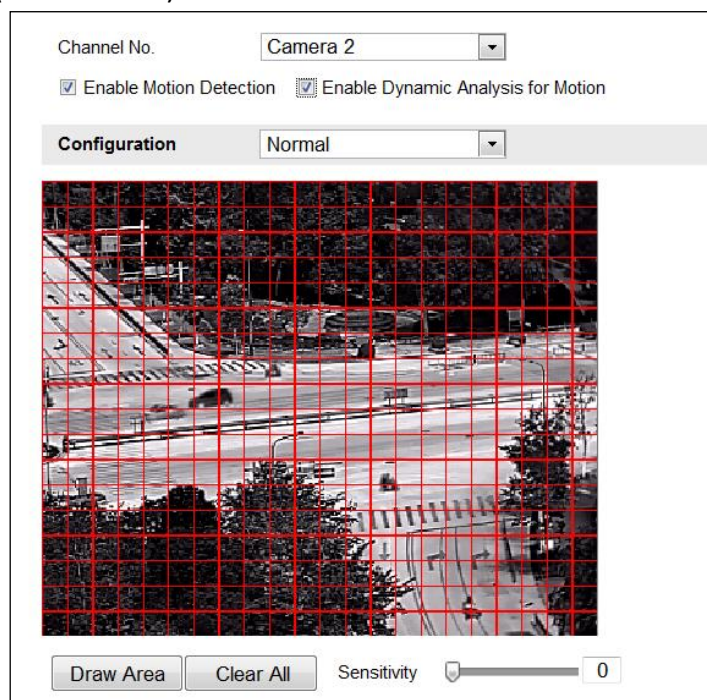 Channel No. Camera 2
Enable Motion Detection Enable Dynamic Analysis for Motion
Configuration Normal
Draw Area Clear All Sensitivity 0